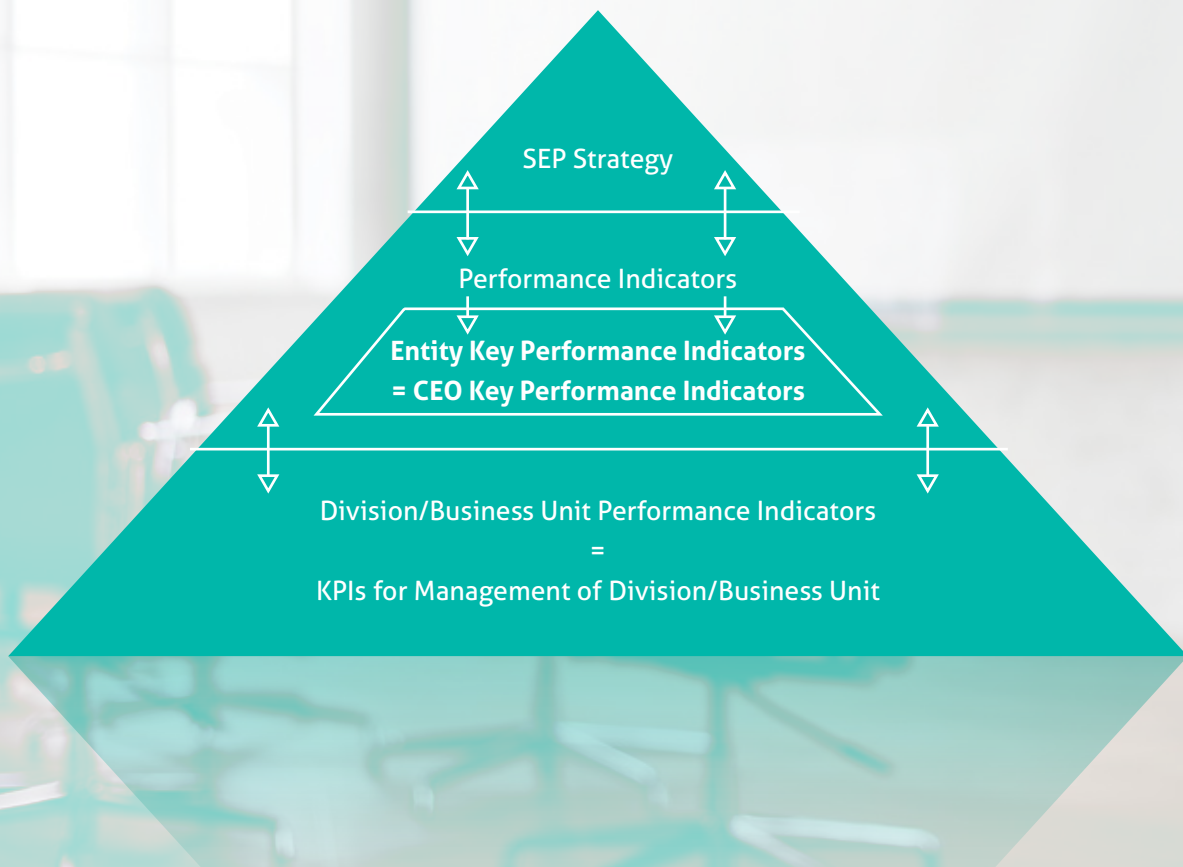 SEP Strategy
Performance Indicators
Entity Key Performance Indicators
= CEO Key Performance Indicators
Division/Business Unit Performance Indicators
=
KPIs for Management of Division/Business Unit